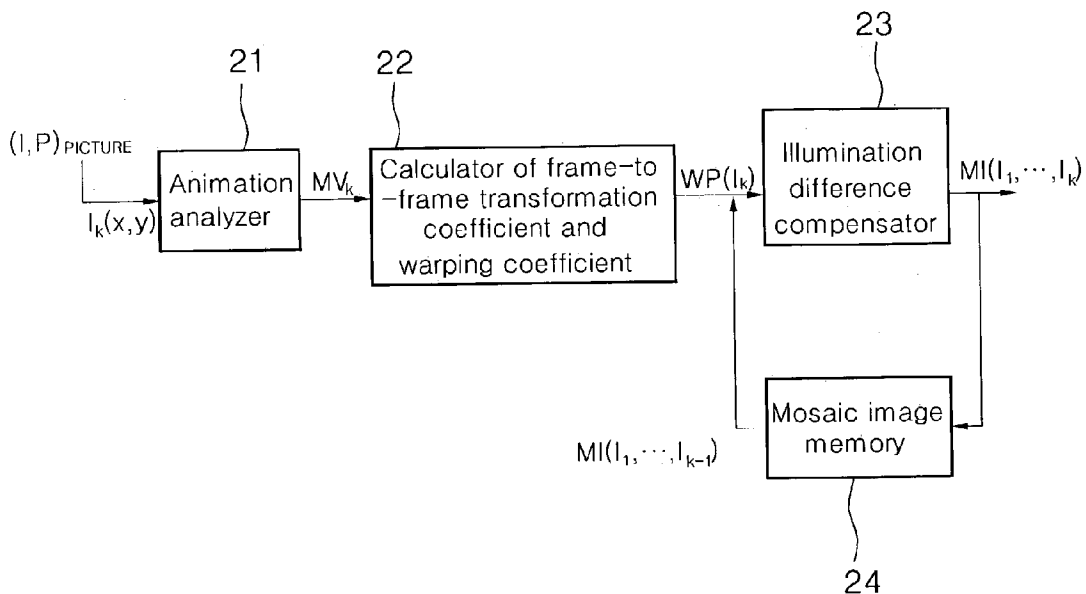 21
22
23
(I,P)PICTURE
Ik(x,y)
Animation
analyzer
MVk
Calculator of frame-to
-frame transformation
coefficient and
warping coefficient
WP(Ik)
Illumination
difference
compensator
MI(I1,···,Ik)
Mosaic image
memory
MI(I1,···,Ik-1)
24